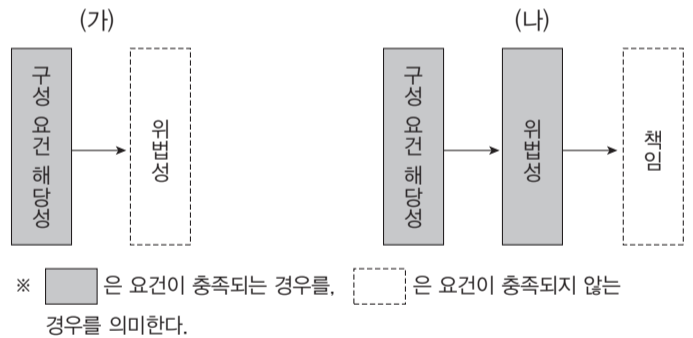 (가)
구성 요건 해당성
위법성
(나)
구성 요건 해당성
위법성
책임
※ 은 요건이 충족되는 경우를, 은 요건이 충족되지 않는
경우를 의미한다.